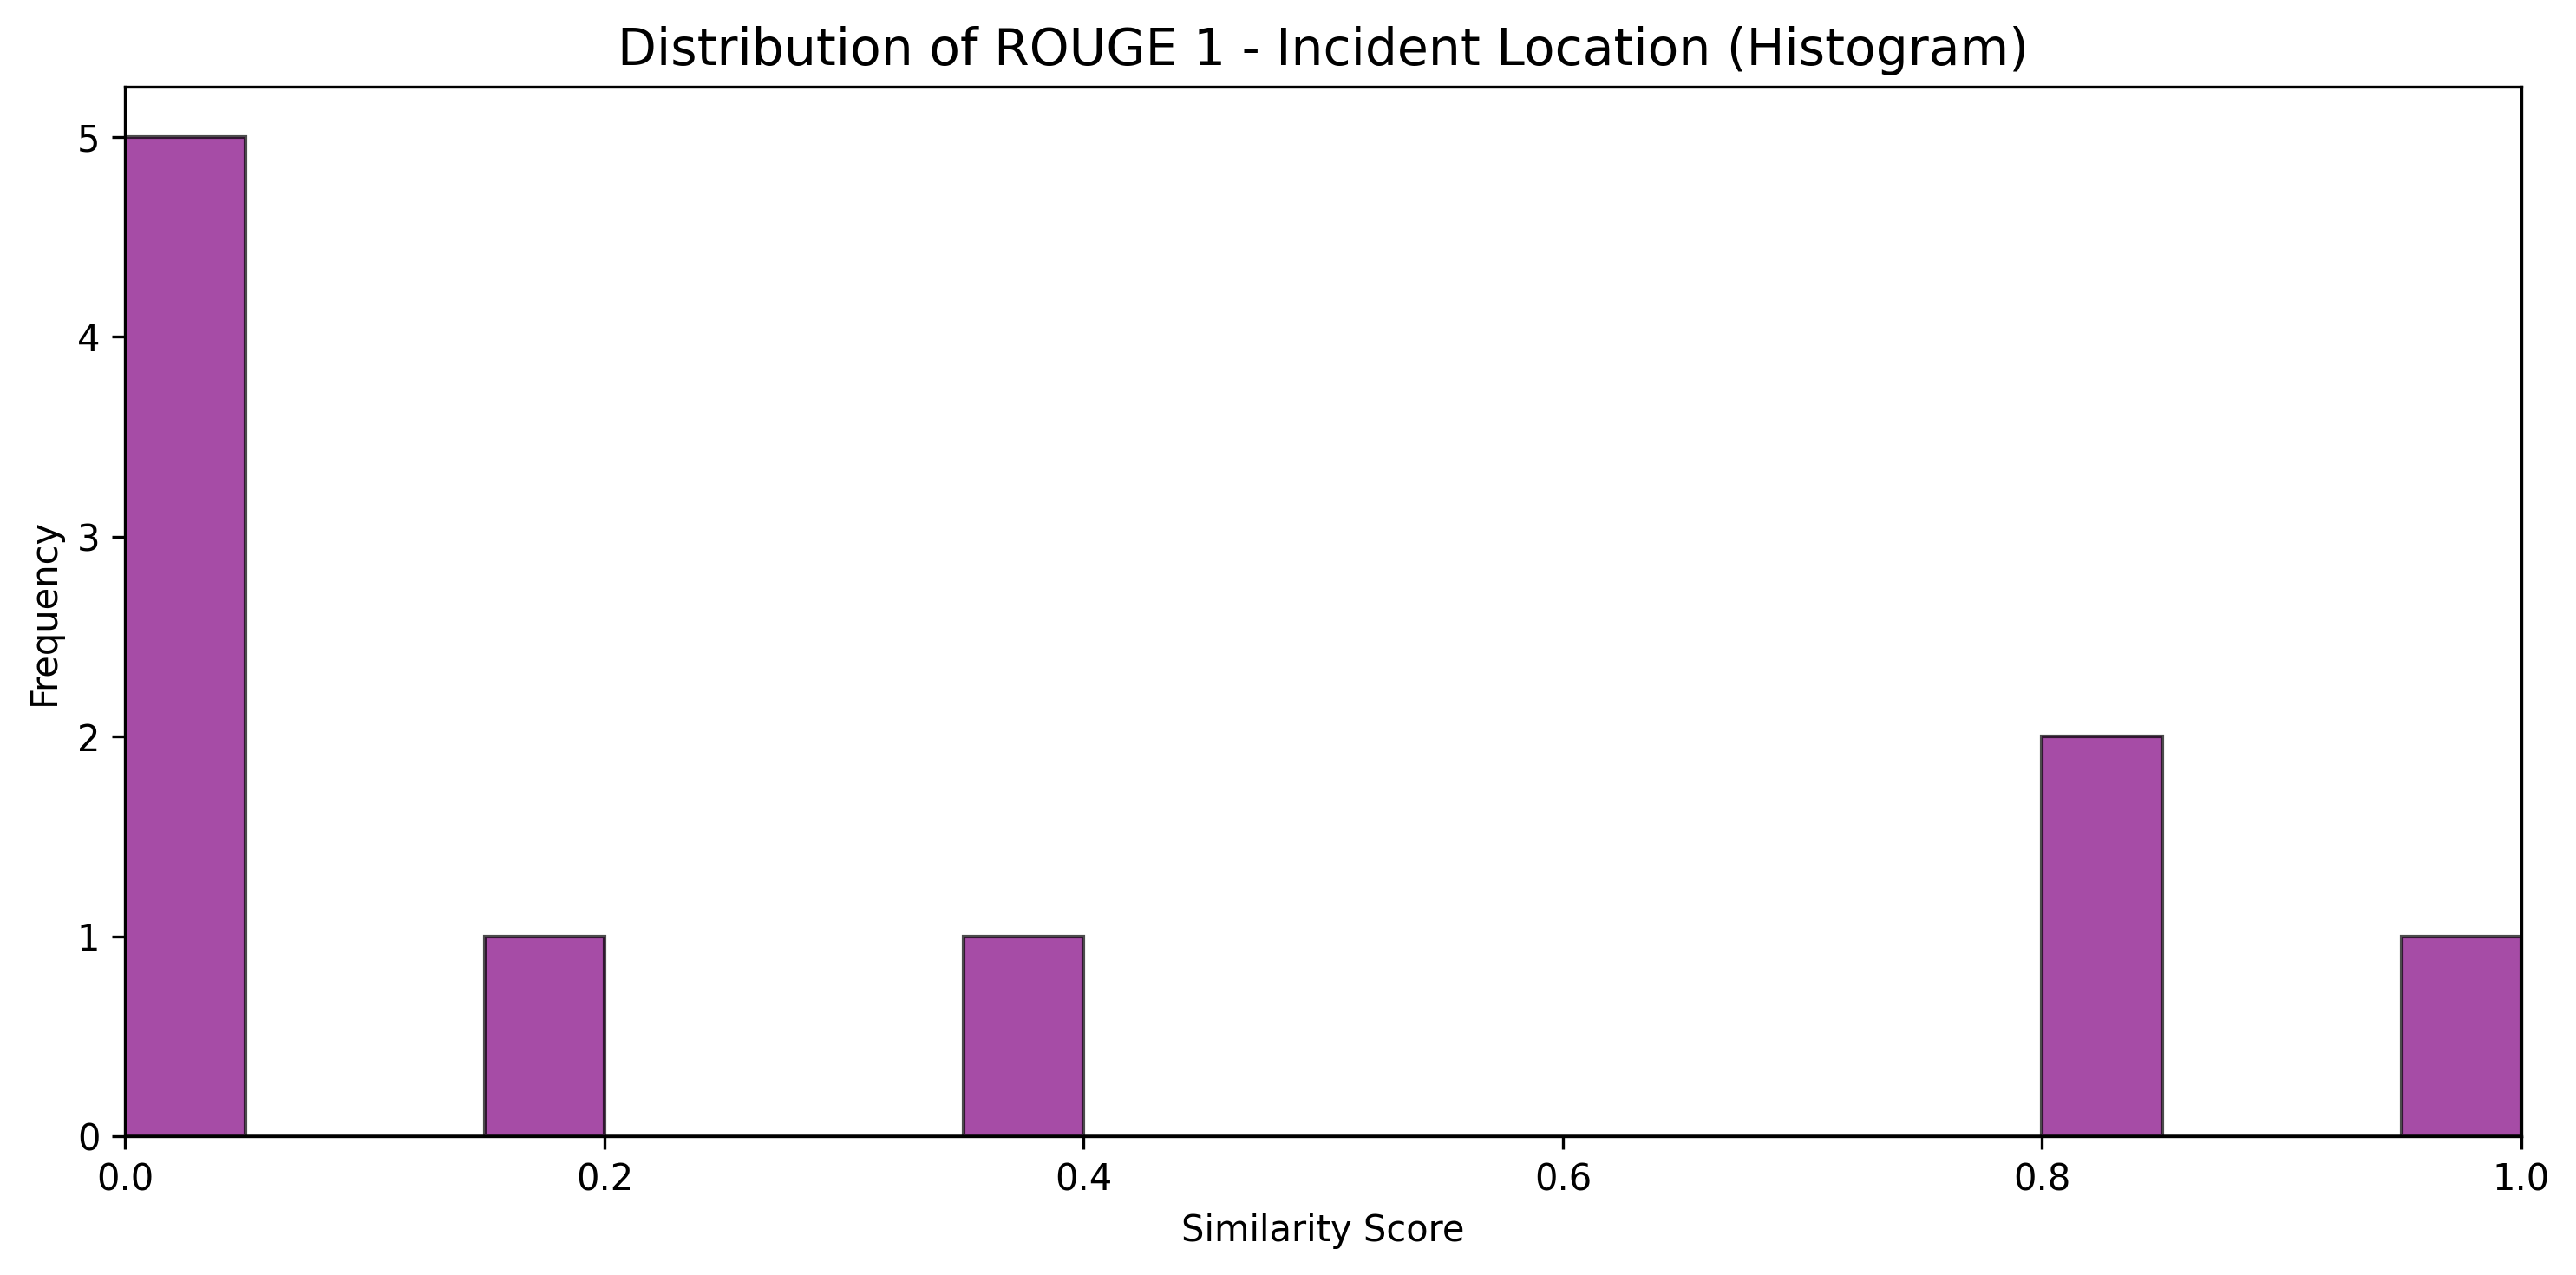 Distribution of ROUGE 1 - Incident Location (Histogram)
Frequency
5
4
3
2
1
0
0.0 0.2 0.4 0.6 0.8 1.0
Similarity Score